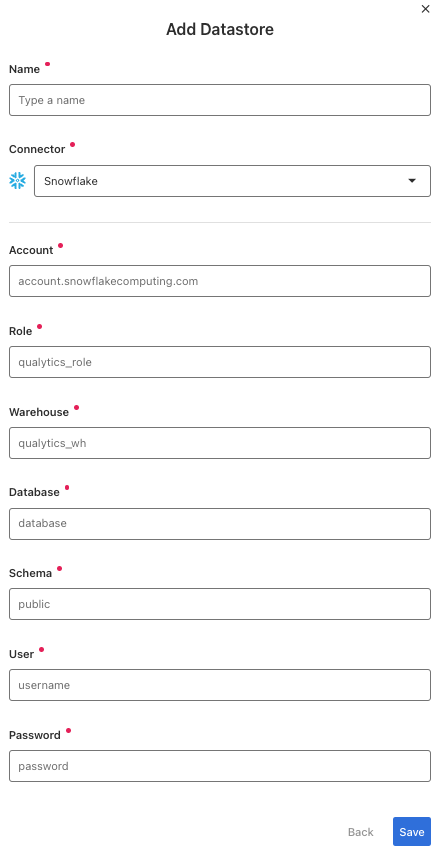 Add Datastore
Name
Type a name
Connector
Snowflake
Account
account.snowflakecomputing.com
Role
qualytics_role
Warehouse
qualytics_wh
Database
database
Schema
public
User
username
Password
password
Back Save